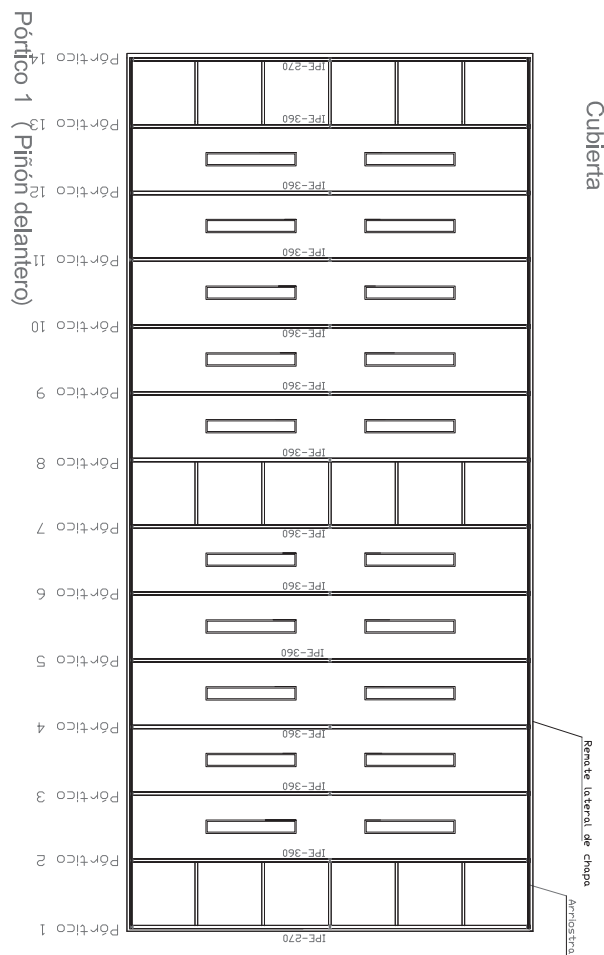 Cubierta
Pórtico 1 ( Piñón delantero)
Pórtico 14
IPE-270
Pórtico 13
IPE-360
Pórtico 12
IPE-360
Pórtico 11
IPE-360
Pórtico 10
IPE-360
Pórtico 9
IPE-360
Pórtico 8
IPE-360
Pórtico 7
IPE-360
Pórtico 6
IPE-360
Pórtico 5
IPE-360
Pórtico 4
IPE-360
Pórtico 3
IPE-360
Pórtico 2
IPE-360
Pórtico 1
IPE-270
Remate lateral de chapa
Arriostra